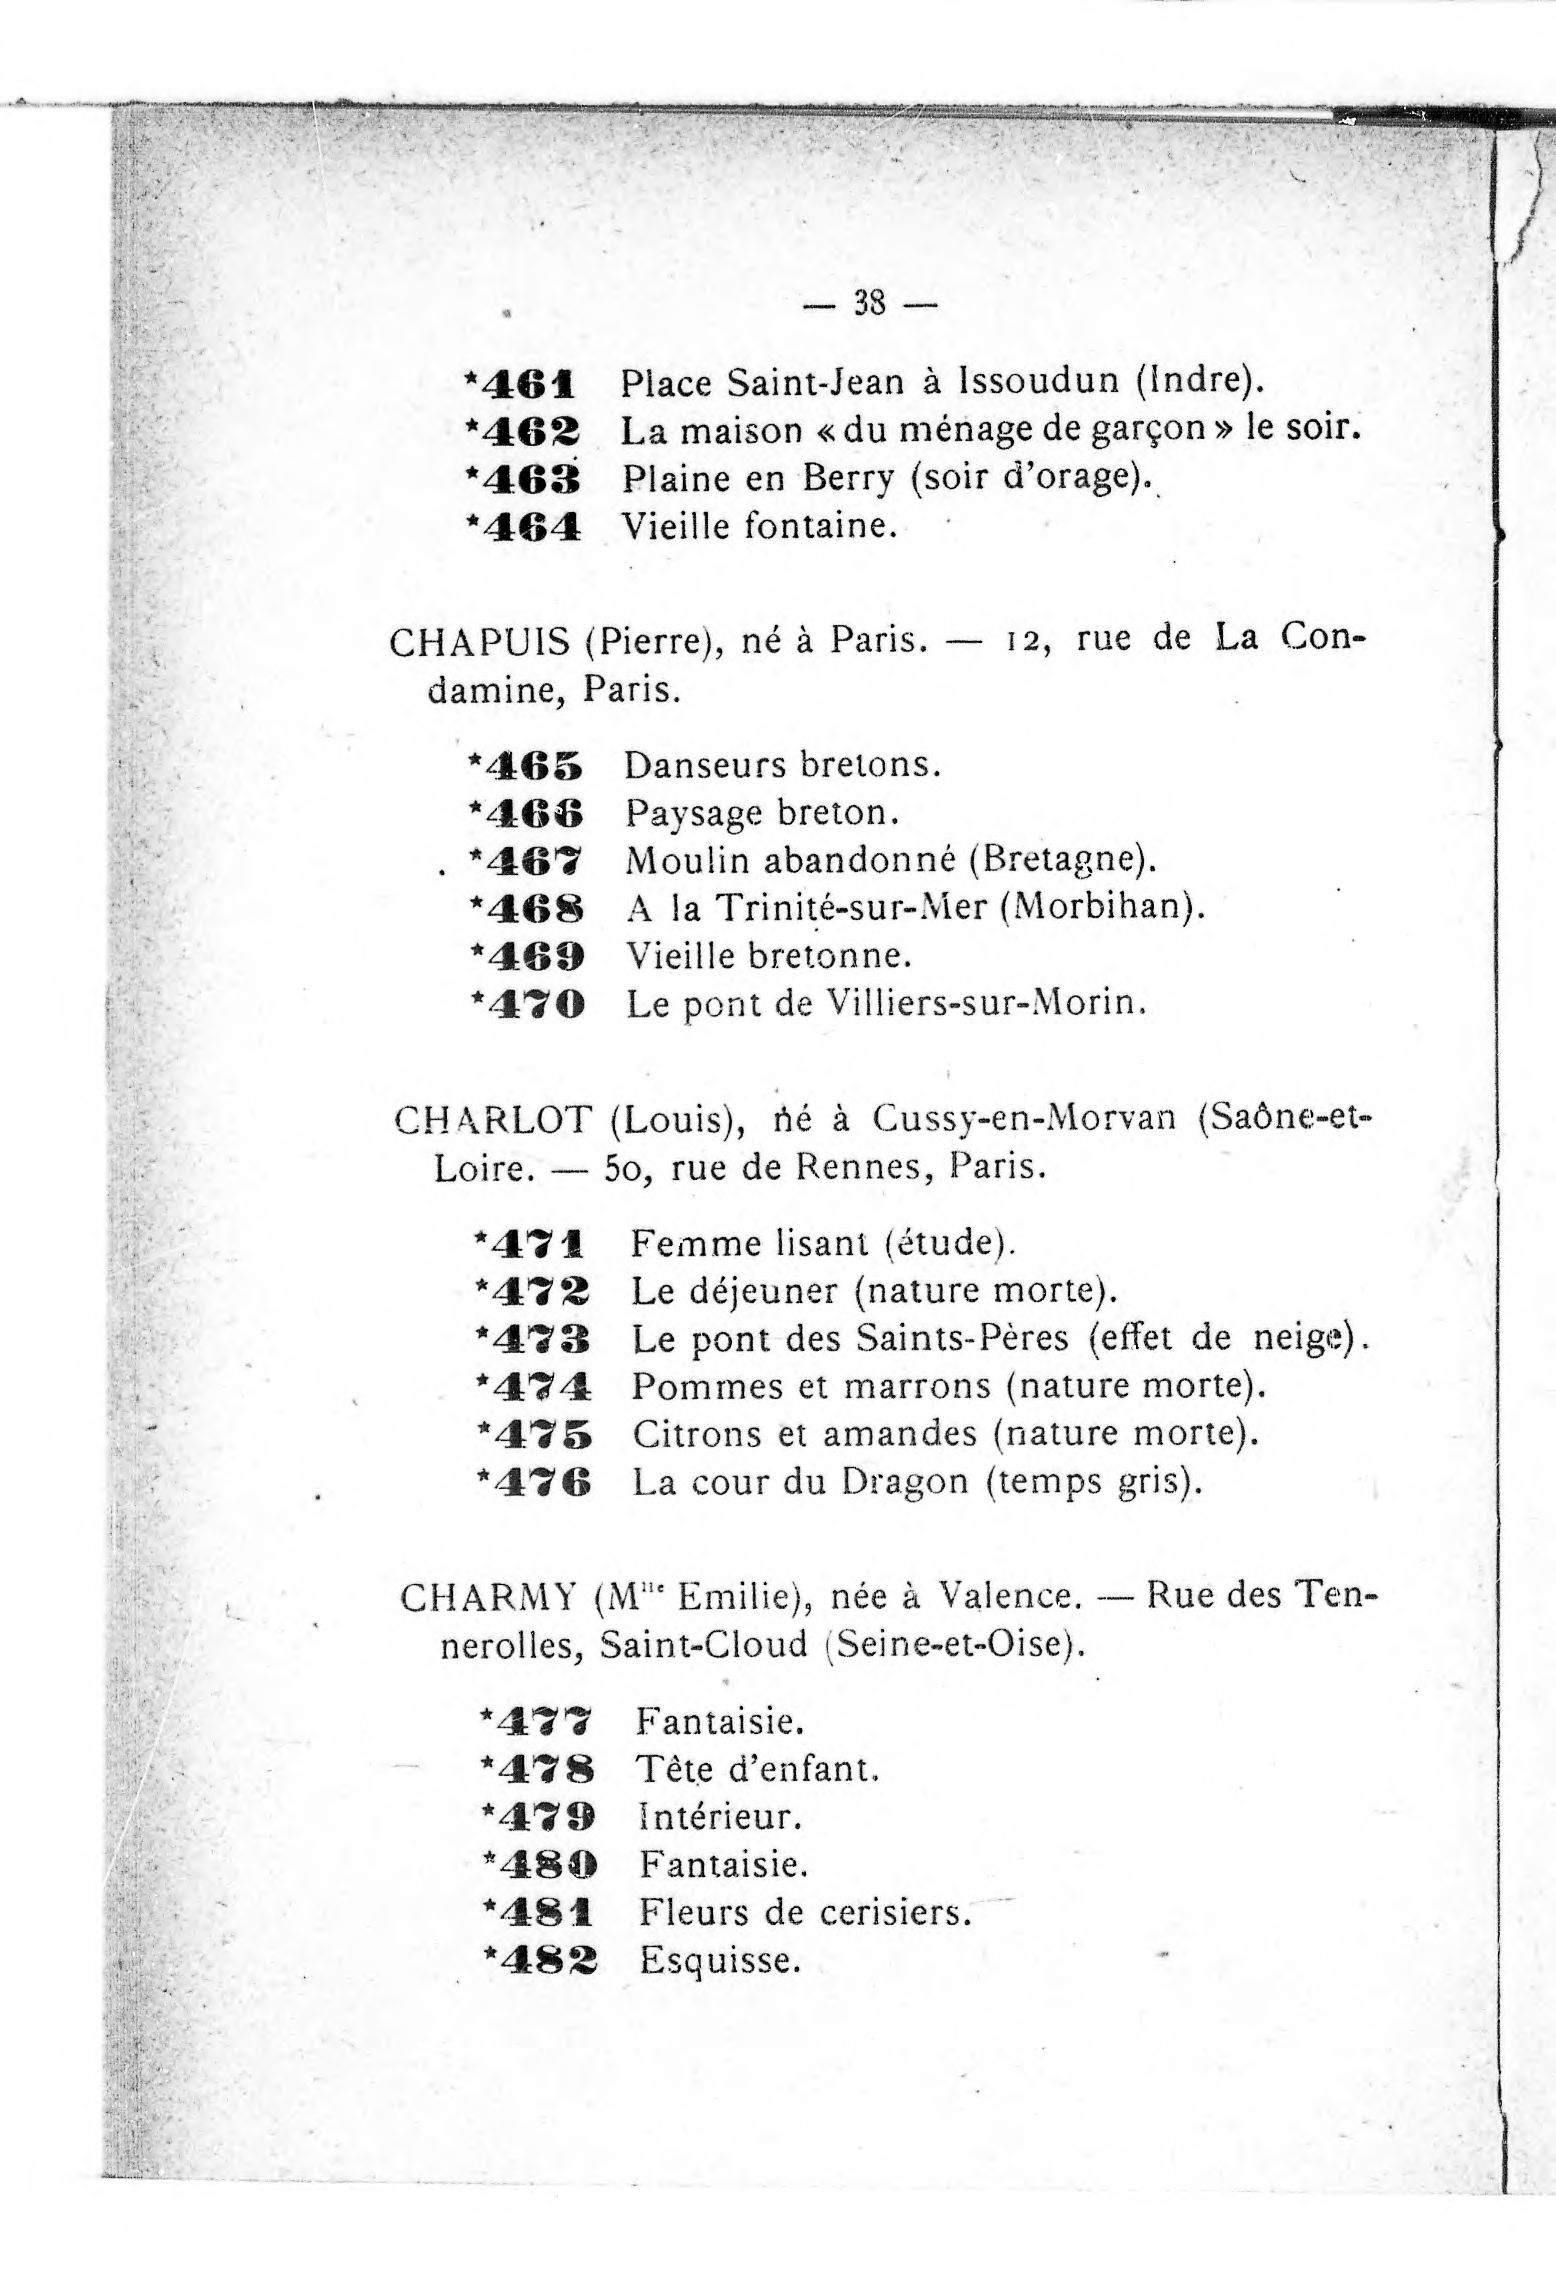 — 38 —
*461 Place Saint-Jean à Issoudun (Indre).
*462 La maison « du ménage de garçon » le soir.
*463 Plaine en Berry (soir d'orage).
*464 Vieille fontaine.
CHAPUIS (Pierre), né à Paris. — 12, rue de La Con-
damine, Paris.
*465 Danseurs bretons.
*466 Paysage breton.
*467 Moulin abandonné (Bretagne).
*468 A la Trinité-sur-Mer (Morbihan).
*469 Vieille bretonne.
*470 Le pont de Villiers-sur-Morin.
CHARLOT (Louis), né à Cussy-en-Morvan (Saône-et-
Loire. — 50, rue de Rennes, Paris.
*471 Femme lisant (étude).
*472 Le déjeuner (nature morte).
*473 Le pont des Saints-Pères (effet de neige).
*474 Pommes et marrons (nature morte).
*475 Citrons et amandes (nature morte).
*476 La cour du Dragon (temps gris).
CHARMY (Mlle Emilie), née à Valence. — Rue des Ten-
nerolles, Saint-Cloud (Seine-et-Oise).
*477 Fantaisie.
*478 Tête d'enfant.
*479 Intérieur.
*480 Fantaisie.
*481 Fleurs de cerisiers.
*482 Esquisse.